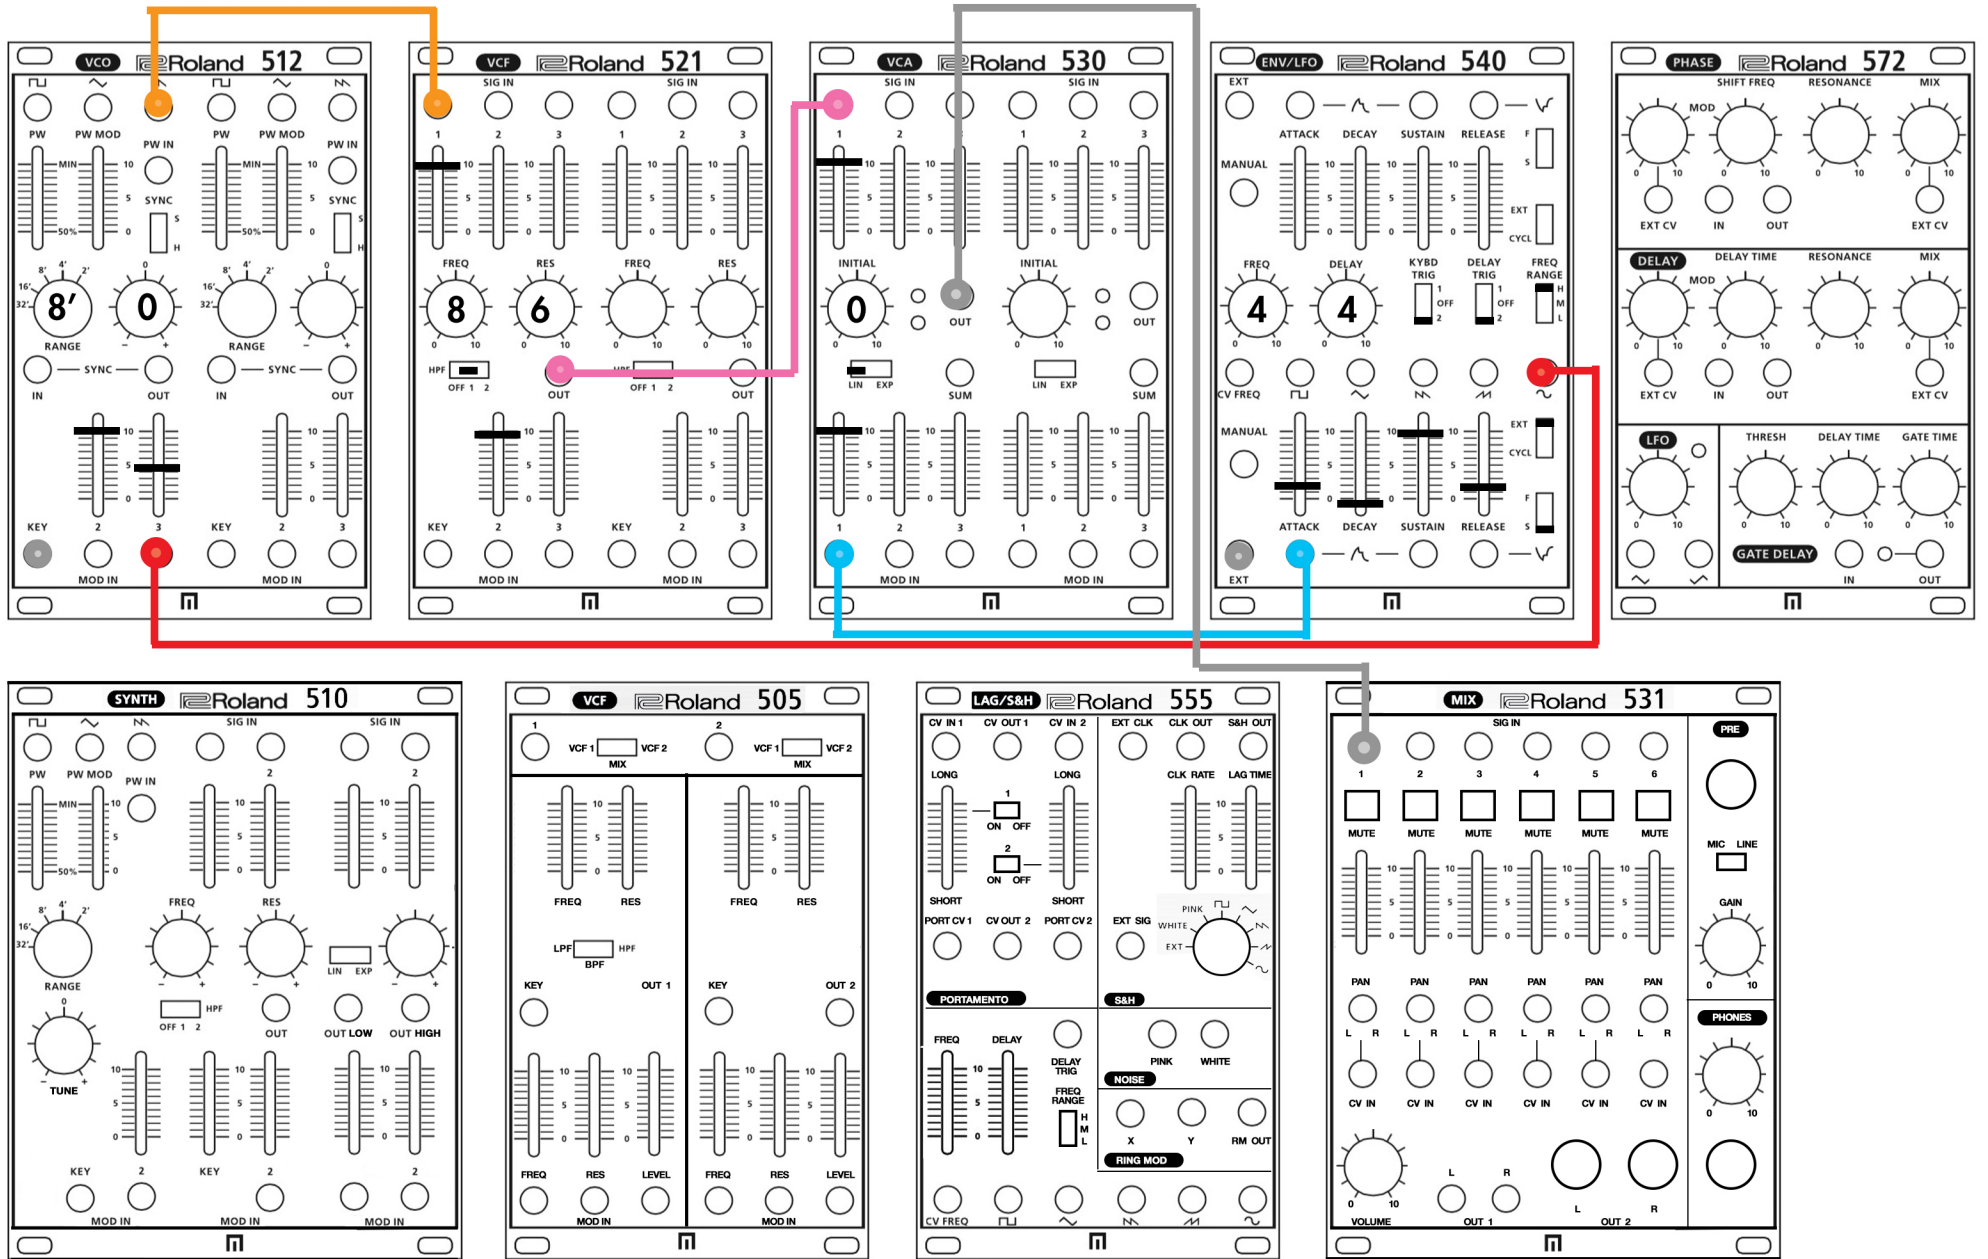 VCO Roland 512
PW PW MOD PW PW MOD
PW IN PW IN
MIN 10 MIN 10
SYNC 5 SYNC 5
50% 0 S H 50% 0 S H
32' 16' 8' 4' 2' 0 32' 16' 8' 4' 2' 0
8' 0
RANGE - + RANGE - +
SYNC SYNC
IN OUT IN OUT
10 10
5 5
0 0
KEY 2 3 KEY 2 3
MOD IN MOD IN
VCF Roland 521
SIG IN SIG IN
1 2 3 1 2 3
10 10
5 5
0 0
FREQ RES FREQ RES
8 6
0 10 0 10 0 10 0 10
HPF HPF
OFF 1 2 OUT OFF 1 2 OUT
10 10
5 5
0 0
KEY 2 3 KEY 2 3
MOD IN MOD IN
VCA Roland 530
SIG IN SIG IN
1 2 3 1 2 3
10 10 10 10
5 5 5 5
0 0 0 0
INITIAL INITIAL
0
0 10 OUT 0 10 OUT
LIN EXP SUM LIN EXP SUM
10 10 10 10
5 5 5 5
0 0 0 0
1 2 3 1 2 3
MOD IN MOD IN
ENV/LFO Roland 540
EXT
ATTACK DECAY SUSTAIN RELEASE F
MANUAL 10 10 10 S
5 5 5 EXT
0 0 0 CYCL
FREQ DELAY KYBD TRIG DELAY TRIG FREQ RANGE
4 4 1 OFF 2 1 OFF 2 H M L
0 10 0 10
CV FREQ
MANUAL 10 10 10 EXT
5 5 5 CYCL
0 0 0 F
ATTACK DECAY SUSTAIN RELEASE S
EXT
PHASE Roland 572
SHIFT FREQ RESONANCE MIX
MOD
0 10 0 10 0 10 0 10
EXT CV IN OUT EXT CV
DELAY DELAY TIME RESONANCE MIX
MOD
0 10 0 10 0 10 0 10
EXT CV IN OUT EXT CV
LFO THRESH DELAY TIME GATE TIME
0 10 0 10 0 10 0 10
GATE DELAY IN OUT
SYNTH Roland 510
SIG IN SIG IN
PW PW MOD 2 2
PW IN
MIN 10 10 10
5 5 5
50% 0 0 0
32' 16' 8' 4' 2' FREQ RES
RANGE - + - + LIN EXP - +
0 HPF
OFF 1 2 OUT OUT LOW OUT HIGH
- +
TUNE 10 10 10
5 5 5
0 0 0
KEY 2 KEY 2 2
MOD IN MOD IN MOD IN
VCF Roland 505
1 VCF 1 VCF 2 2 VCF 1 VCF 2
MIX MIX
10 10
5 5
0 0
FREQ RES FREQ RES
LPF HPF
BPF
KEY OUT 1 KEY OUT 2
10 10 10 10
5 5 5 5
0 0 0 0
FREQ RES LEVEL FREQ RES LEVEL
MOD IN MOD IN
LAG/S&H Roland 555
CV IN 1 CV OUT 1 CV IN 2 EXT CLK CLK OUT S&H OUT
LONG LONG CLK RATE LAG TIME
1 10
ON OFF 5
2
ON OFF 0
SHORT SHORT
PORT CV 1 CV OUT 2 PORT CV 2 EXT SIG PINK WHITE EXT
PORTAMENTO S&H
FREQ DELAY
DELAY TRIG PINK WHITE
10 NOISE
5 FREQ RANGE
0 H M L X Y RM OUT
RING MOD
CV FREQ
MIX Roland 531
SIG IN PRE
1 2 3 4 5 6
MUTE MUTE MUTE MUTE MUTE MUTE
MIC LINE
10 10 10 10 10
5 5 5 5 5
0 0 0 0 0
GAIN
0 10
PAN PAN PAN PAN PAN PAN
L R L R L R L R L R L R
PHONES
CV IN CV IN CV IN CV IN CV IN CV IN
0 10
L R
0 10 L R
VOLUME OUT 1 OUT 2